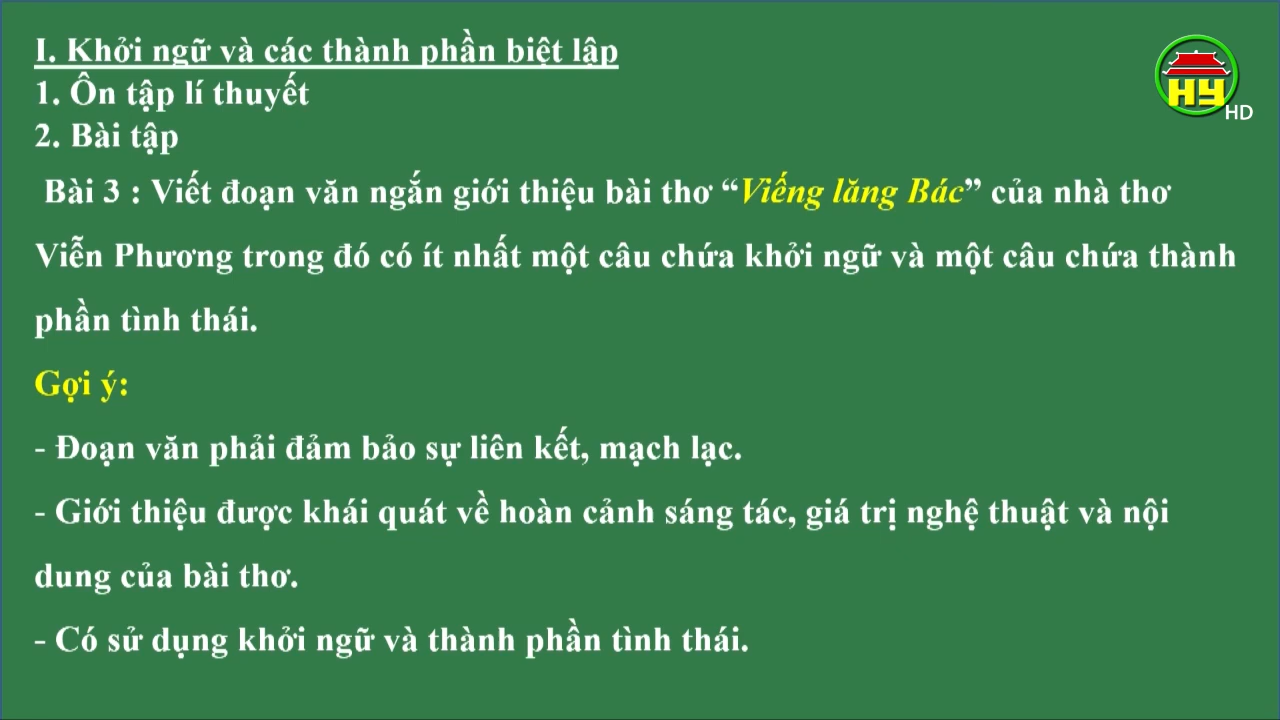 I. Khởi ngữ và các thành phần biệt lập
1. Ôn tập lí thuyết
2. Bài tập
Bài 3 : Viết đoạn văn ngắn giới thiệu bài thơ “Viếng lăng Bác” của nhà thơ
Viễn Phương trong đó có ít nhất một câu chứa khởi ngữ và một câu chứa thành
phần tình thái.
Gợi ý:
- Đoạn văn phải đảm bảo sự liên kết, mạch lạc.
- Giới thiệu được khái quát về hoàn cảnh sáng tác, giá trị nghệ thuật và nội
dung của bài thơ.
- Có sử dụng khởi ngữ và thành phần tình thái.
HY
HD